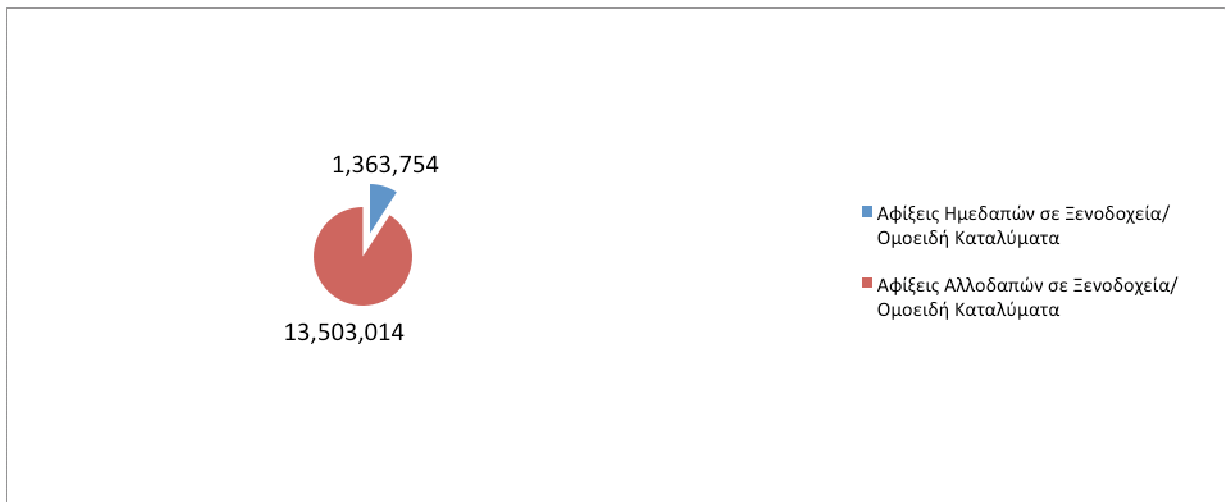 1,363,754
13,503,014
Αφίξεις Ημεδαπών σε Ξενοδοχεία/
Ομοειδή Καταλύματα
Αφίξεις Αλλοδαπών σε Ξενοδοχεία/
Ομοειδή Καταλύματα